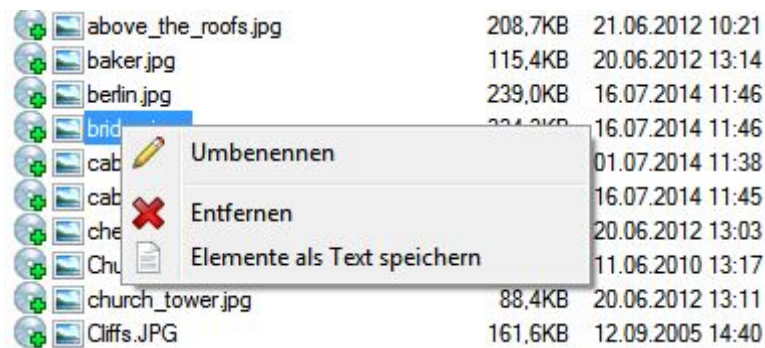 above_the_roofs.jpg 208,7KB 21.06.2012 10:21
baker.jpg 115,4KB 20.06.2012 13:14
berlin.jpg 239,0KB 16.07.2014 11:46
16.07.2014 11:46
Umbenennen
cab 01.07.2014 11:38
cab 16.07.2014 11:45
Entfernen
che 20.06.2012 13:03
Elemente als Text speichern
Chu 11.06.2010 13:17
church_tower.jpg 88,4KB 20.06.2012 13:11
Cliffs.JPG 161,6KB 12.09.2005 14:40